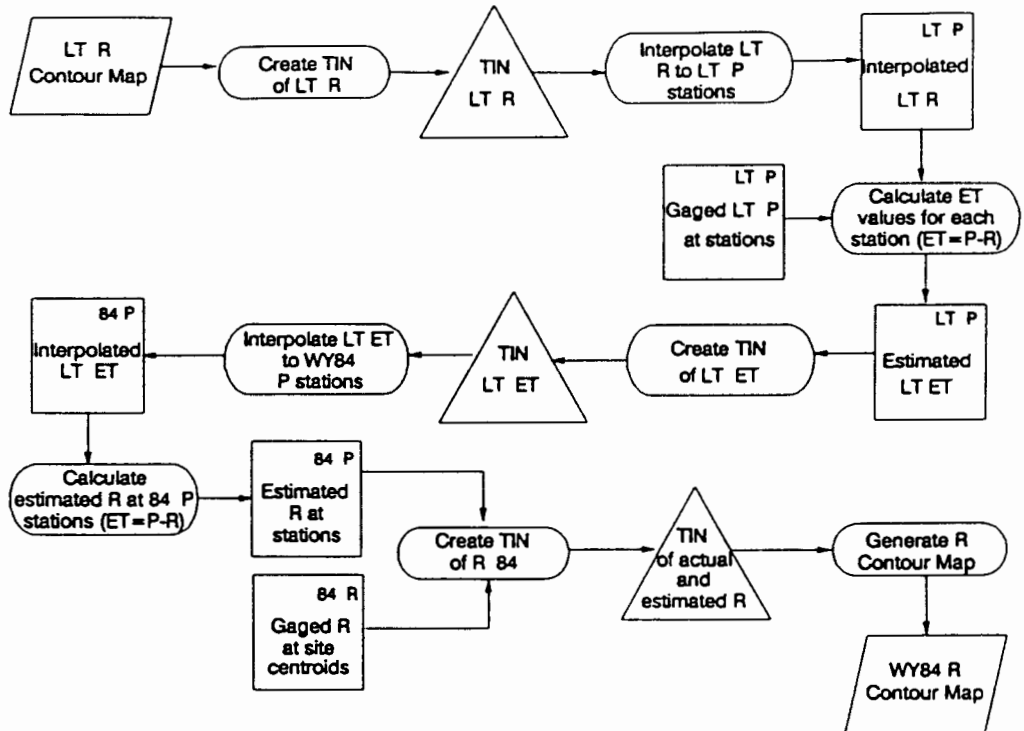 LT R
Contour Map
Create TIN
of LT R
TIN
LT R
Interpolate LT
R to LT P
stations
LT P
Interpolated
LT R
LT P
Gaged LT P
at stations
Calculate ET
values for each
station (ET=P-R)
LT P
Estimated
LT ET
Create TIN
of LT ET
TIN
LT ET
Interpolate LT ET
to WY84
P stations
84 P
Interpolated
LT ET
Calculate
estimated R at 84 P
stations (ET=P-R)
84 P
Estimated
R at
stations
84 R
Gaged R
at site
centroids
Create TIN
of R 84
TIN
of actual
and
estimated R
Generate R
Contour Map
WY84 R
Contour Map